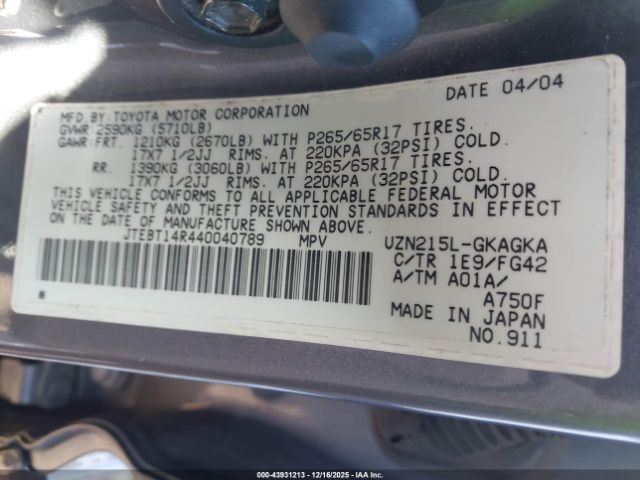 DATE 04/04
MFD.BY:TOYOTA MOTOR CORPORATION
GVWR:2590KG (5710LB)
GAWR:FRT. 1210KG (2670LB) WITH P265/65R17 TIRES.
17X7 1/2JJ RIMS. AT 220KPA (32PSI) COLD.
RR. 1390KG (3060LB) WITH P265/65R17 TIRES.
17X7 1/2JJ RIMS. AT 220KPA (32PSI) COLD.
THIS VEHICLE CONFORMS TO ALL APPLICABLE FEDERAL MOTOR
VEHICLE SAFETY AND THEFT PREVENTION STANDARDS IN EFFECT
ON THE DATE OF MANUFACTURE SHOWN ABOVE.
JTEBT14R440040789 MPV UZN215L-GKAGKA
C/TR 1E9/FG42
A/TM A01A/
A750F
MADE IN JAPAN
NO.911
000-43931213 - 12/16/2025 - IAAI.COM